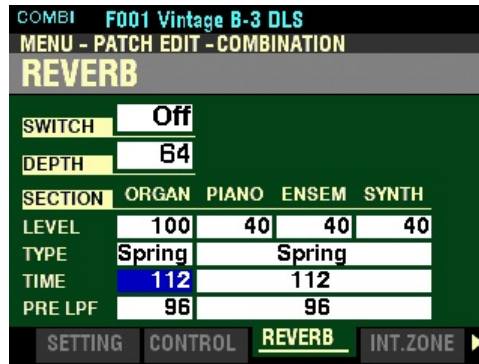 COMBI F001 Vintage B-3 DLS
MENU - PATCH EDIT - COMBINATION
REVERB
SWITCH Off
DEPTH 64
SECTION ORGAN PIANO ENSEM SYNTH
LEVEL 100 40 40 40
TYPE Spring Spring
TIME 112 112
PRE LPF 96 96
SETTING CONTROL REVERB INT.ZONE